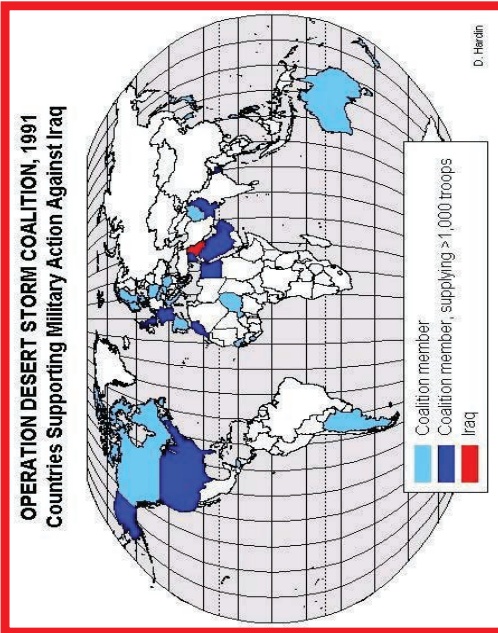 OPERATION DESERT STORM COALITION, 1991
Countries Supporting Military Action Against Iraq
Coalition member
Coalition member, supplying >1,000 troops
Iraq
D. Hardin